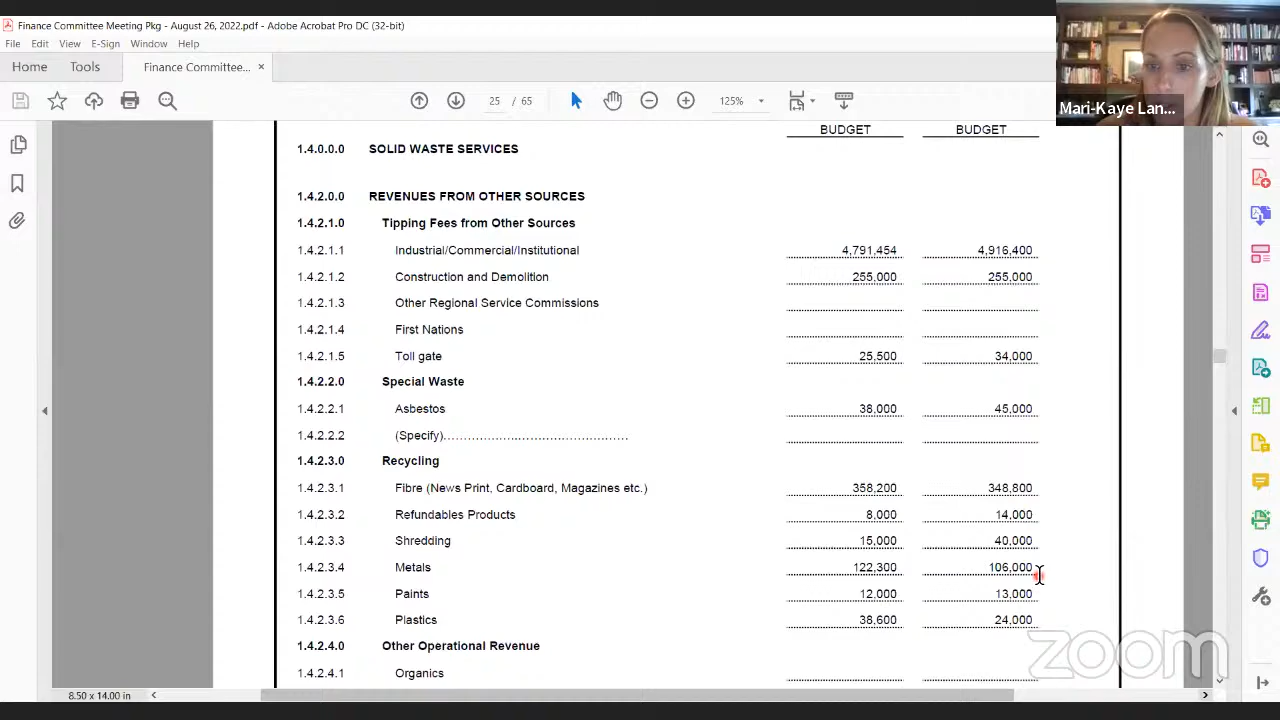 Finance Committee Meeting Pkg - August 26, 2022.pdf - Adobe Acrobat Pro DC (32-bit)
File Edit View E-Sign Window Help
Home Tools Finance Committee... ×
25 / 65 125%
Mari-Kaye Lan...
BUDGET BUDGET
1.4.0.0.0 SOLID WASTE SERVICES
1.4.2.0.0 REVENUES FROM OTHER SOURCES
1.4.2.1.0 Tipping Fees from Other Sources
1.4.2.1.1 Industrial/Commercial/Institutional 4,791,454 4,916,400
1.4.2.1.2 Construction and Demolition 255,000 255,000
1.4.2.1.3 Other Regional Service Commissions
1.4.2.1.4 First Nations
1.4.2.1.5 Toll gate 25,500 34,000
1.4.2.2.0 Special Waste
1.4.2.2.1 Asbestos 38,000 45,000
1.4.2.2.2 (Specify)...............................................
1.4.2.3.0 Recycling
1.4.2.3.1 Fibre (News Print, Cardboard, Magazines etc.) 358,200 348,800
1.4.2.3.2 Refundables Products 8,000 14,000
1.4.2.3.3 Shredding 15,000 40,000
1.4.2.3.4 Metals 122,300 106,000
1.4.2.3.5 Paints 12,000 13,000
1.4.2.3.6 Plastics 38,600 24,000
1.4.2.4.0 Other Operational Revenue
1.4.2.4.1 Organics
zoom
8.50 x 14.00 in